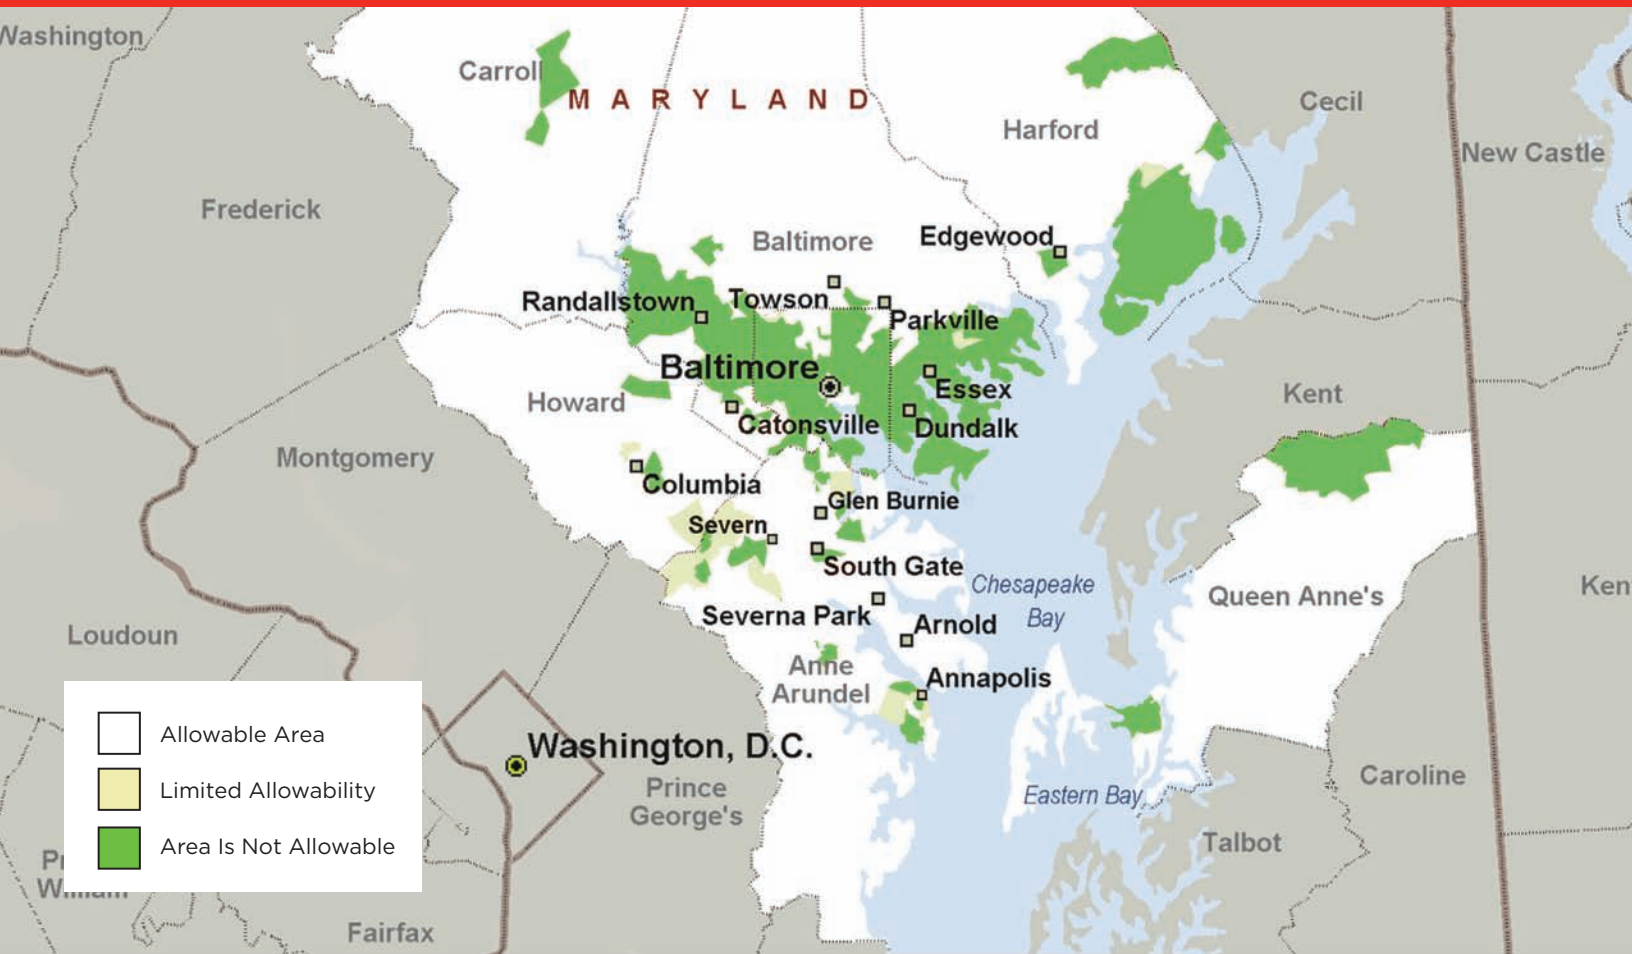 Washington
Carroll
MARYLAND
Harford
Cecil
New Castle
Frederick
Baltimore
Edgewood
Randallstown
Towson
Parkville
Baltimore
Essex
Kent
Howard
Catonsville
Dundalk
Montgomery
Columbia
Glen Burnie
Severn
South Gate
Chesapeake
Bay
Queen Anne's
Ken
Severna Park
Arnold
Loudoun
Anne
Arundel
Annapolis
Washington, D.C.
Prince
George's
Eastern Bay
Caroline
Talbot
Allowable Area
Limited Allowability
Area Is Not Allowable
William
Fairfax